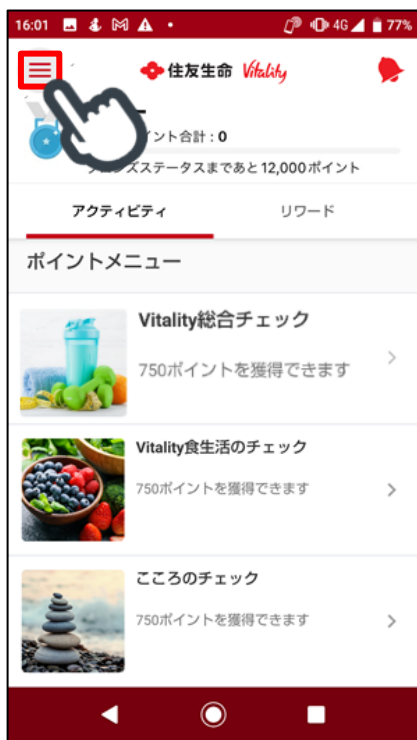 16:01
4G 77%
住友生命 Vitality
イント合計：0
ンズステータスまであと12,000ポイント
アクティビティ
リワード
ポイントメニュー
Vitality総合チェック
750ポイントを獲得できます
Vitality食生活のチェック
750ポイントを獲得できます
こころのチェック
750ポイントを獲得できます